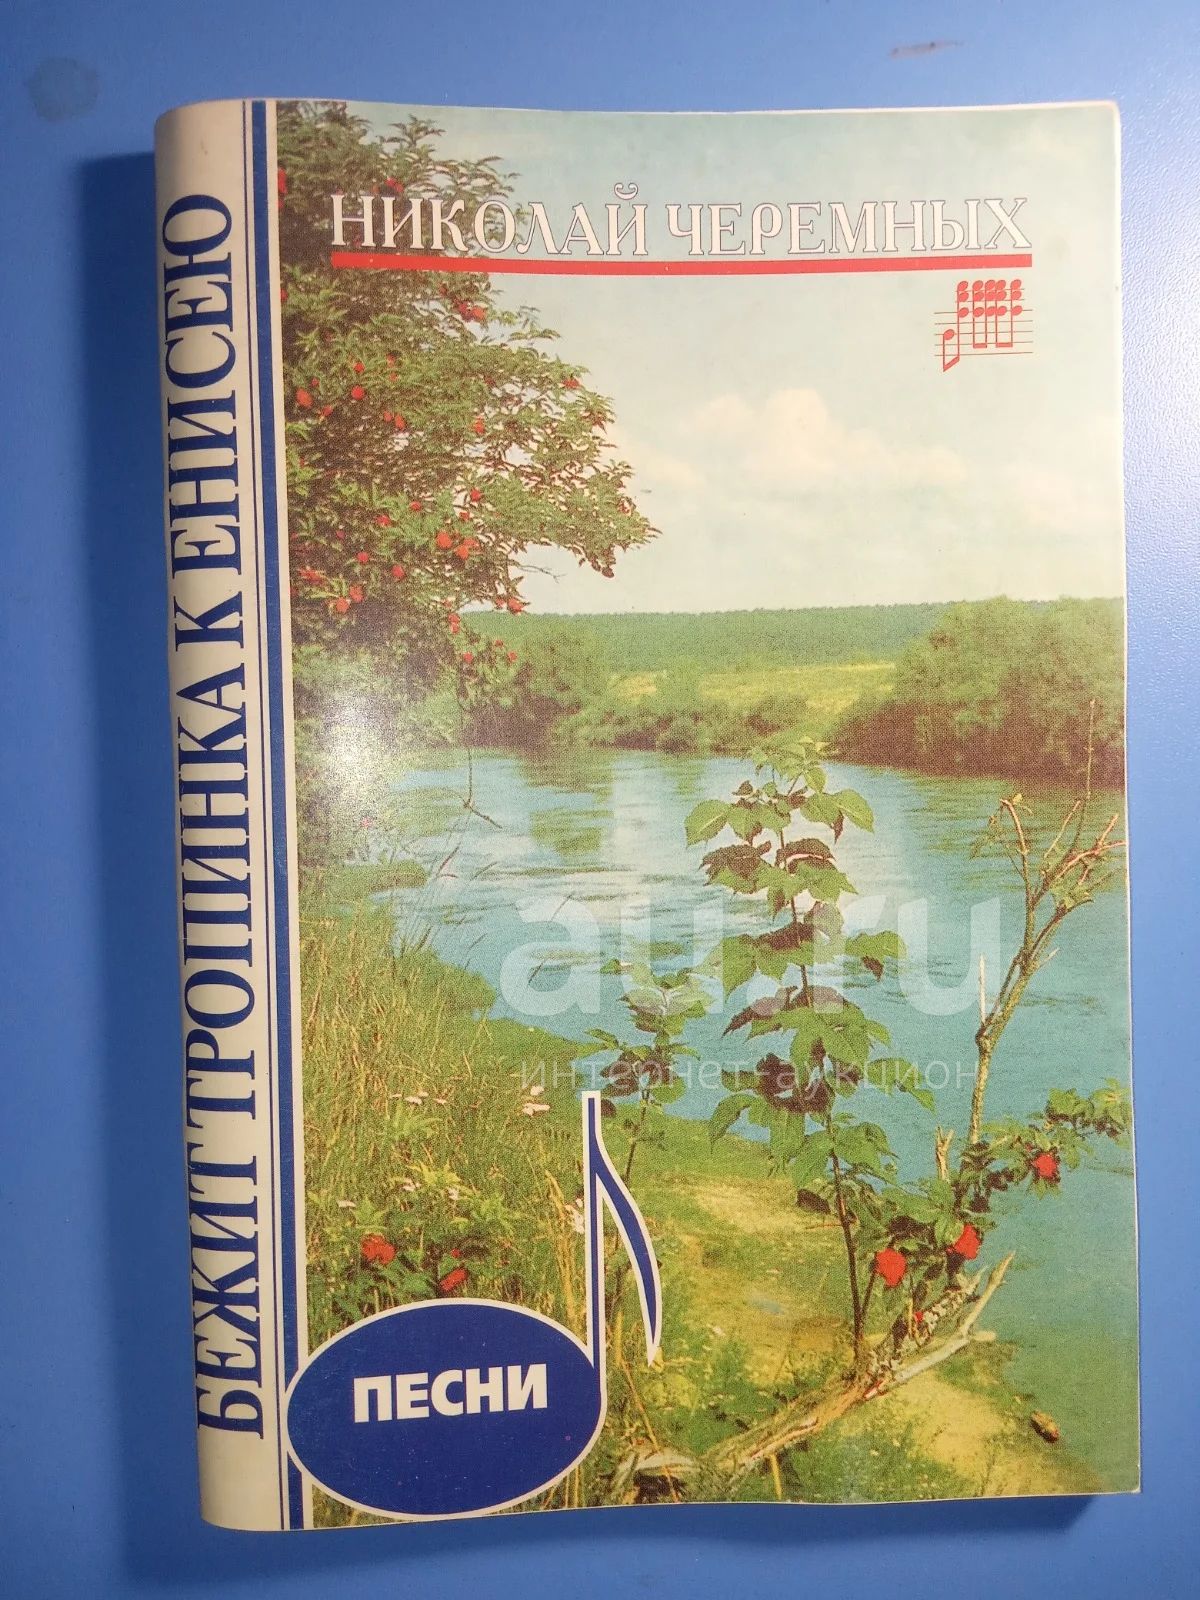 НИКОЛАЙ ЧЕРЕМНЫХ
БЕЖИТ ТРОПИНКА К ЕНИСЕЮ
au.ru
интернет-аукцион
ПЕСНИ